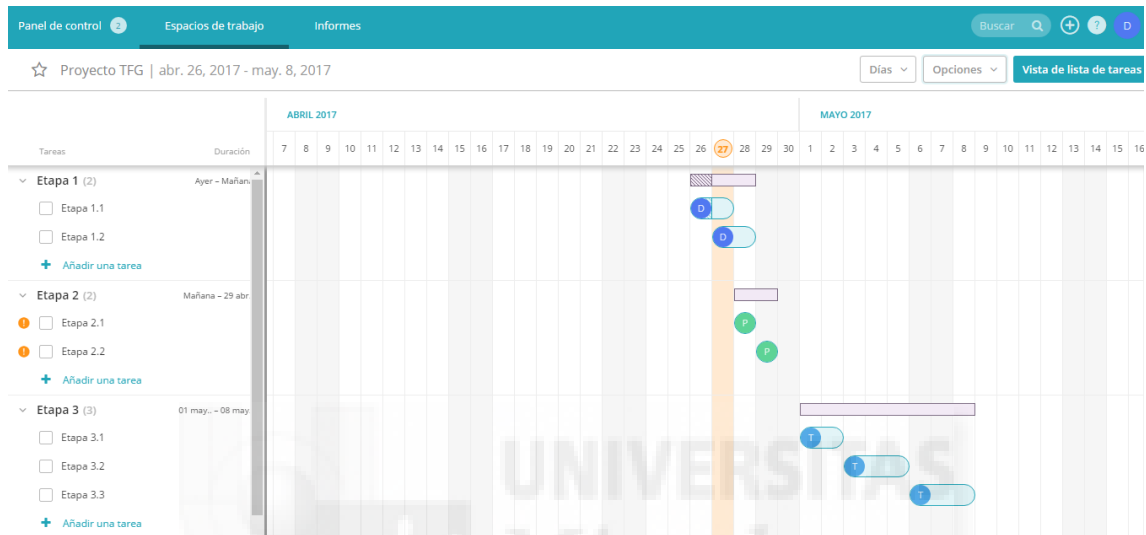 Panel de control 2 Espacios de trabajo Informes Buscar ? D
Proyecto TFG | abr. 26, 2017 - may. 8, 2017 Días Opciones Vista de lista de tareas
ABRIL 2017 MAYO 2017
Tareas Duración 7 8 9 10 11 12 13 14 15 16 17 18 19 20 21 22 23 24 25 26 27 28 29 30 1 2 3 4 5 6 7 8 9 10 11 12 13 14 15 16
Etapa 1 (2) Ayer – Mañan
Etapa 1.1 D
Etapa 1.2 D
+ Añadir una tarea
Etapa 2 (2) Mañana – 29 abr.
! Etapa 2.1 P
! Etapa 2.2 P
+ Añadir una tarea
Etapa 3 (3) 01 may.. – 08 may.
Etapa 3.1 T
UNIVERSITAS
Etapa 3.2 T
Etapa 3.3 T
+ Añadir una tarea